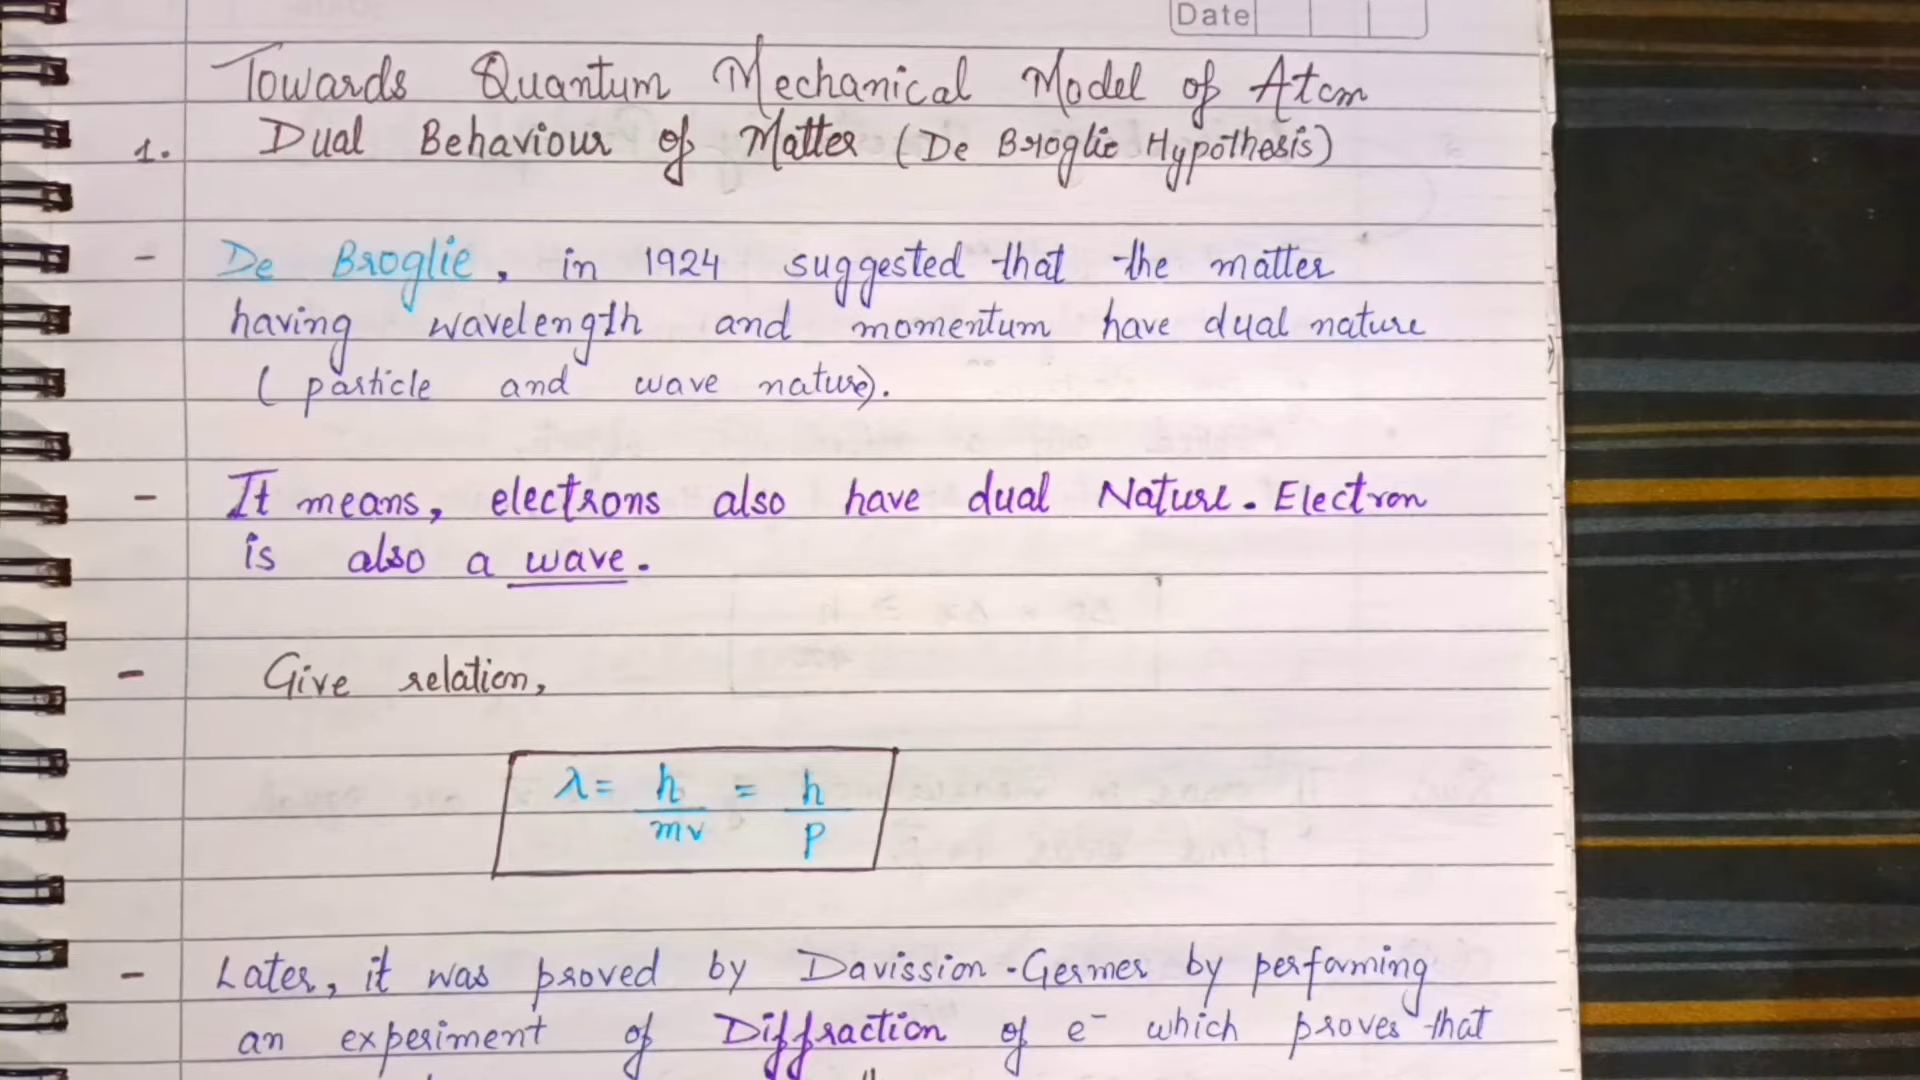 Date
Towards Quantum Mechanical Model of Atom
1. Dual Behaviour of Matter (De Broglie Hypothesis)
- De Broglie, in 1924 suggested that the matter
having wavelength and momentum have dual nature
(particle and wave nature).
- It means, electrons also have dual Nature. Electron
is also a wave.
- Give relation,
λ = h/mv = h/p
- Later, it was proved by Davission-Germer by performing
an experiment of Diffraction of e⁻ which proves that